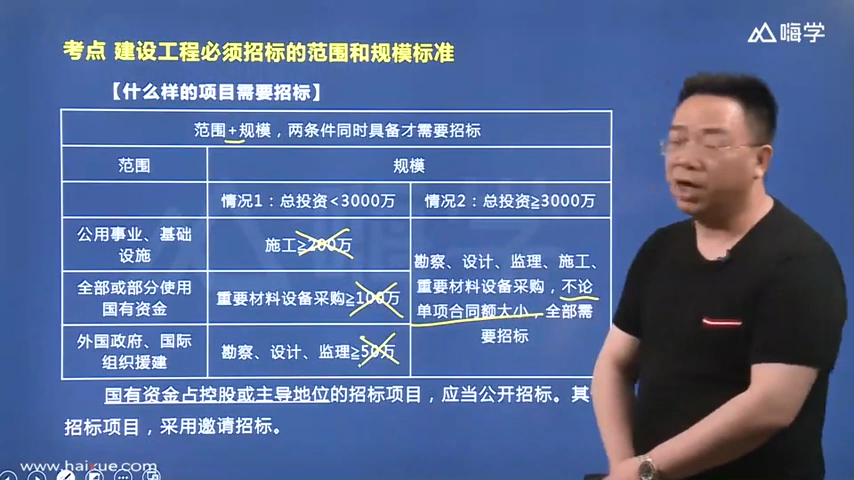 嗨学
考点 建设工程必须招标的范围和规模标准
【什么样的项目需要招标】
范围+规模，两条件同时具备才需要招标
范围
规模
情况1：总投资<3000万
情况2：总投资≧3000万
公用事业、基础
设施
施工≧200万
全部或部分使用
国有资金
重要材料设备采购≧100万
外国政府、国际
组织援建
勘察、设计、监理≧50万
勘察、设计、监理、施工、
重要材料设备采购，不论
单项合同额大小，全部需
要招标
国有资金占控股或主导地位的招标项目，应当公开招标。其
招标项目，采用邀请招标。
www.haixue.com